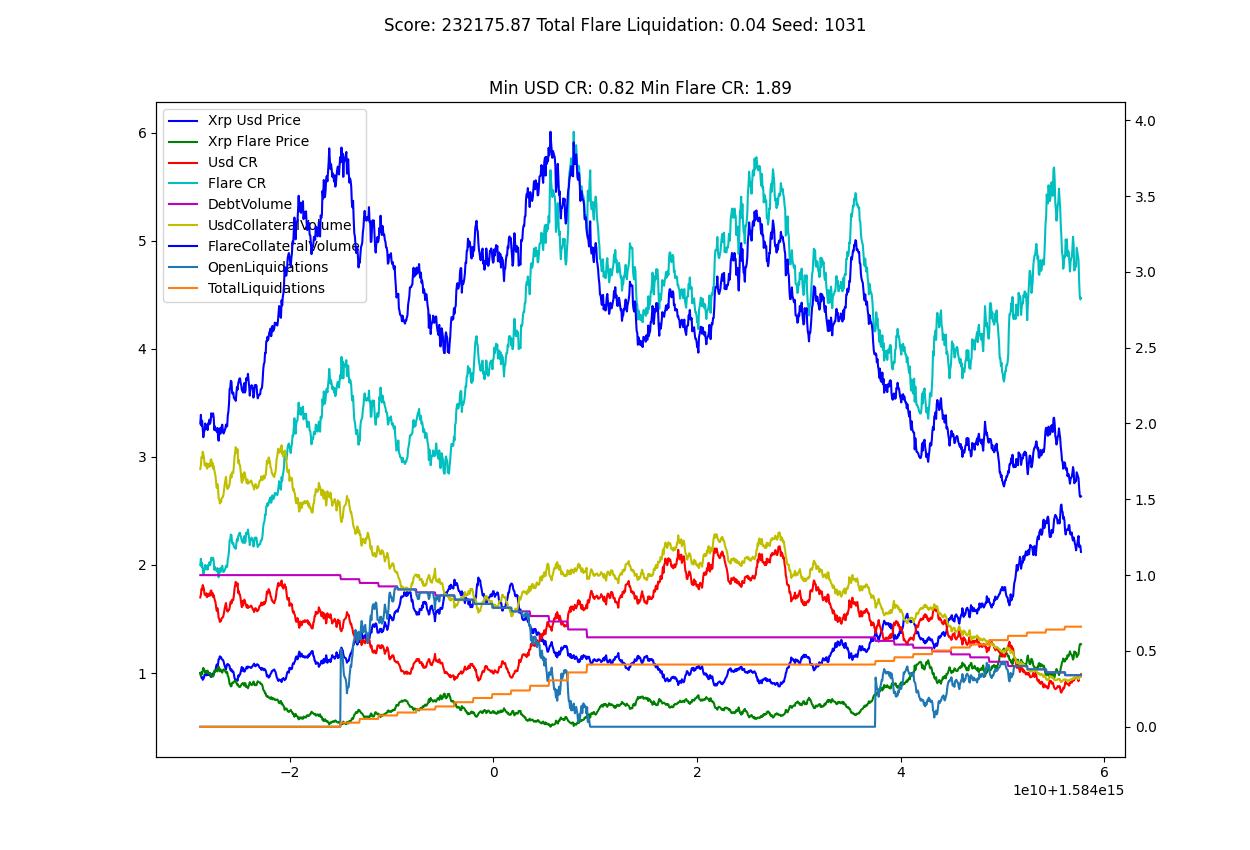 Score: 232175.87 Total Flare Liquidation: 0.04 Seed: 1031
Min USD CR: 0.82 Min Flare CR: 1.89
Xrp Usd Price
Xrp Flare Price
Usd CR
Flare CR
DebtVolume
UsdCollateralVolume
FlareCollateralVolume
OpenLiquidations
TotalLiquidations
6
5
4
3
2
1
4.0
3.5
3.0
2.5
2.0
1.5
1.0
0.5
0.0
−2 0 2 4 6
1e10+1.584e15